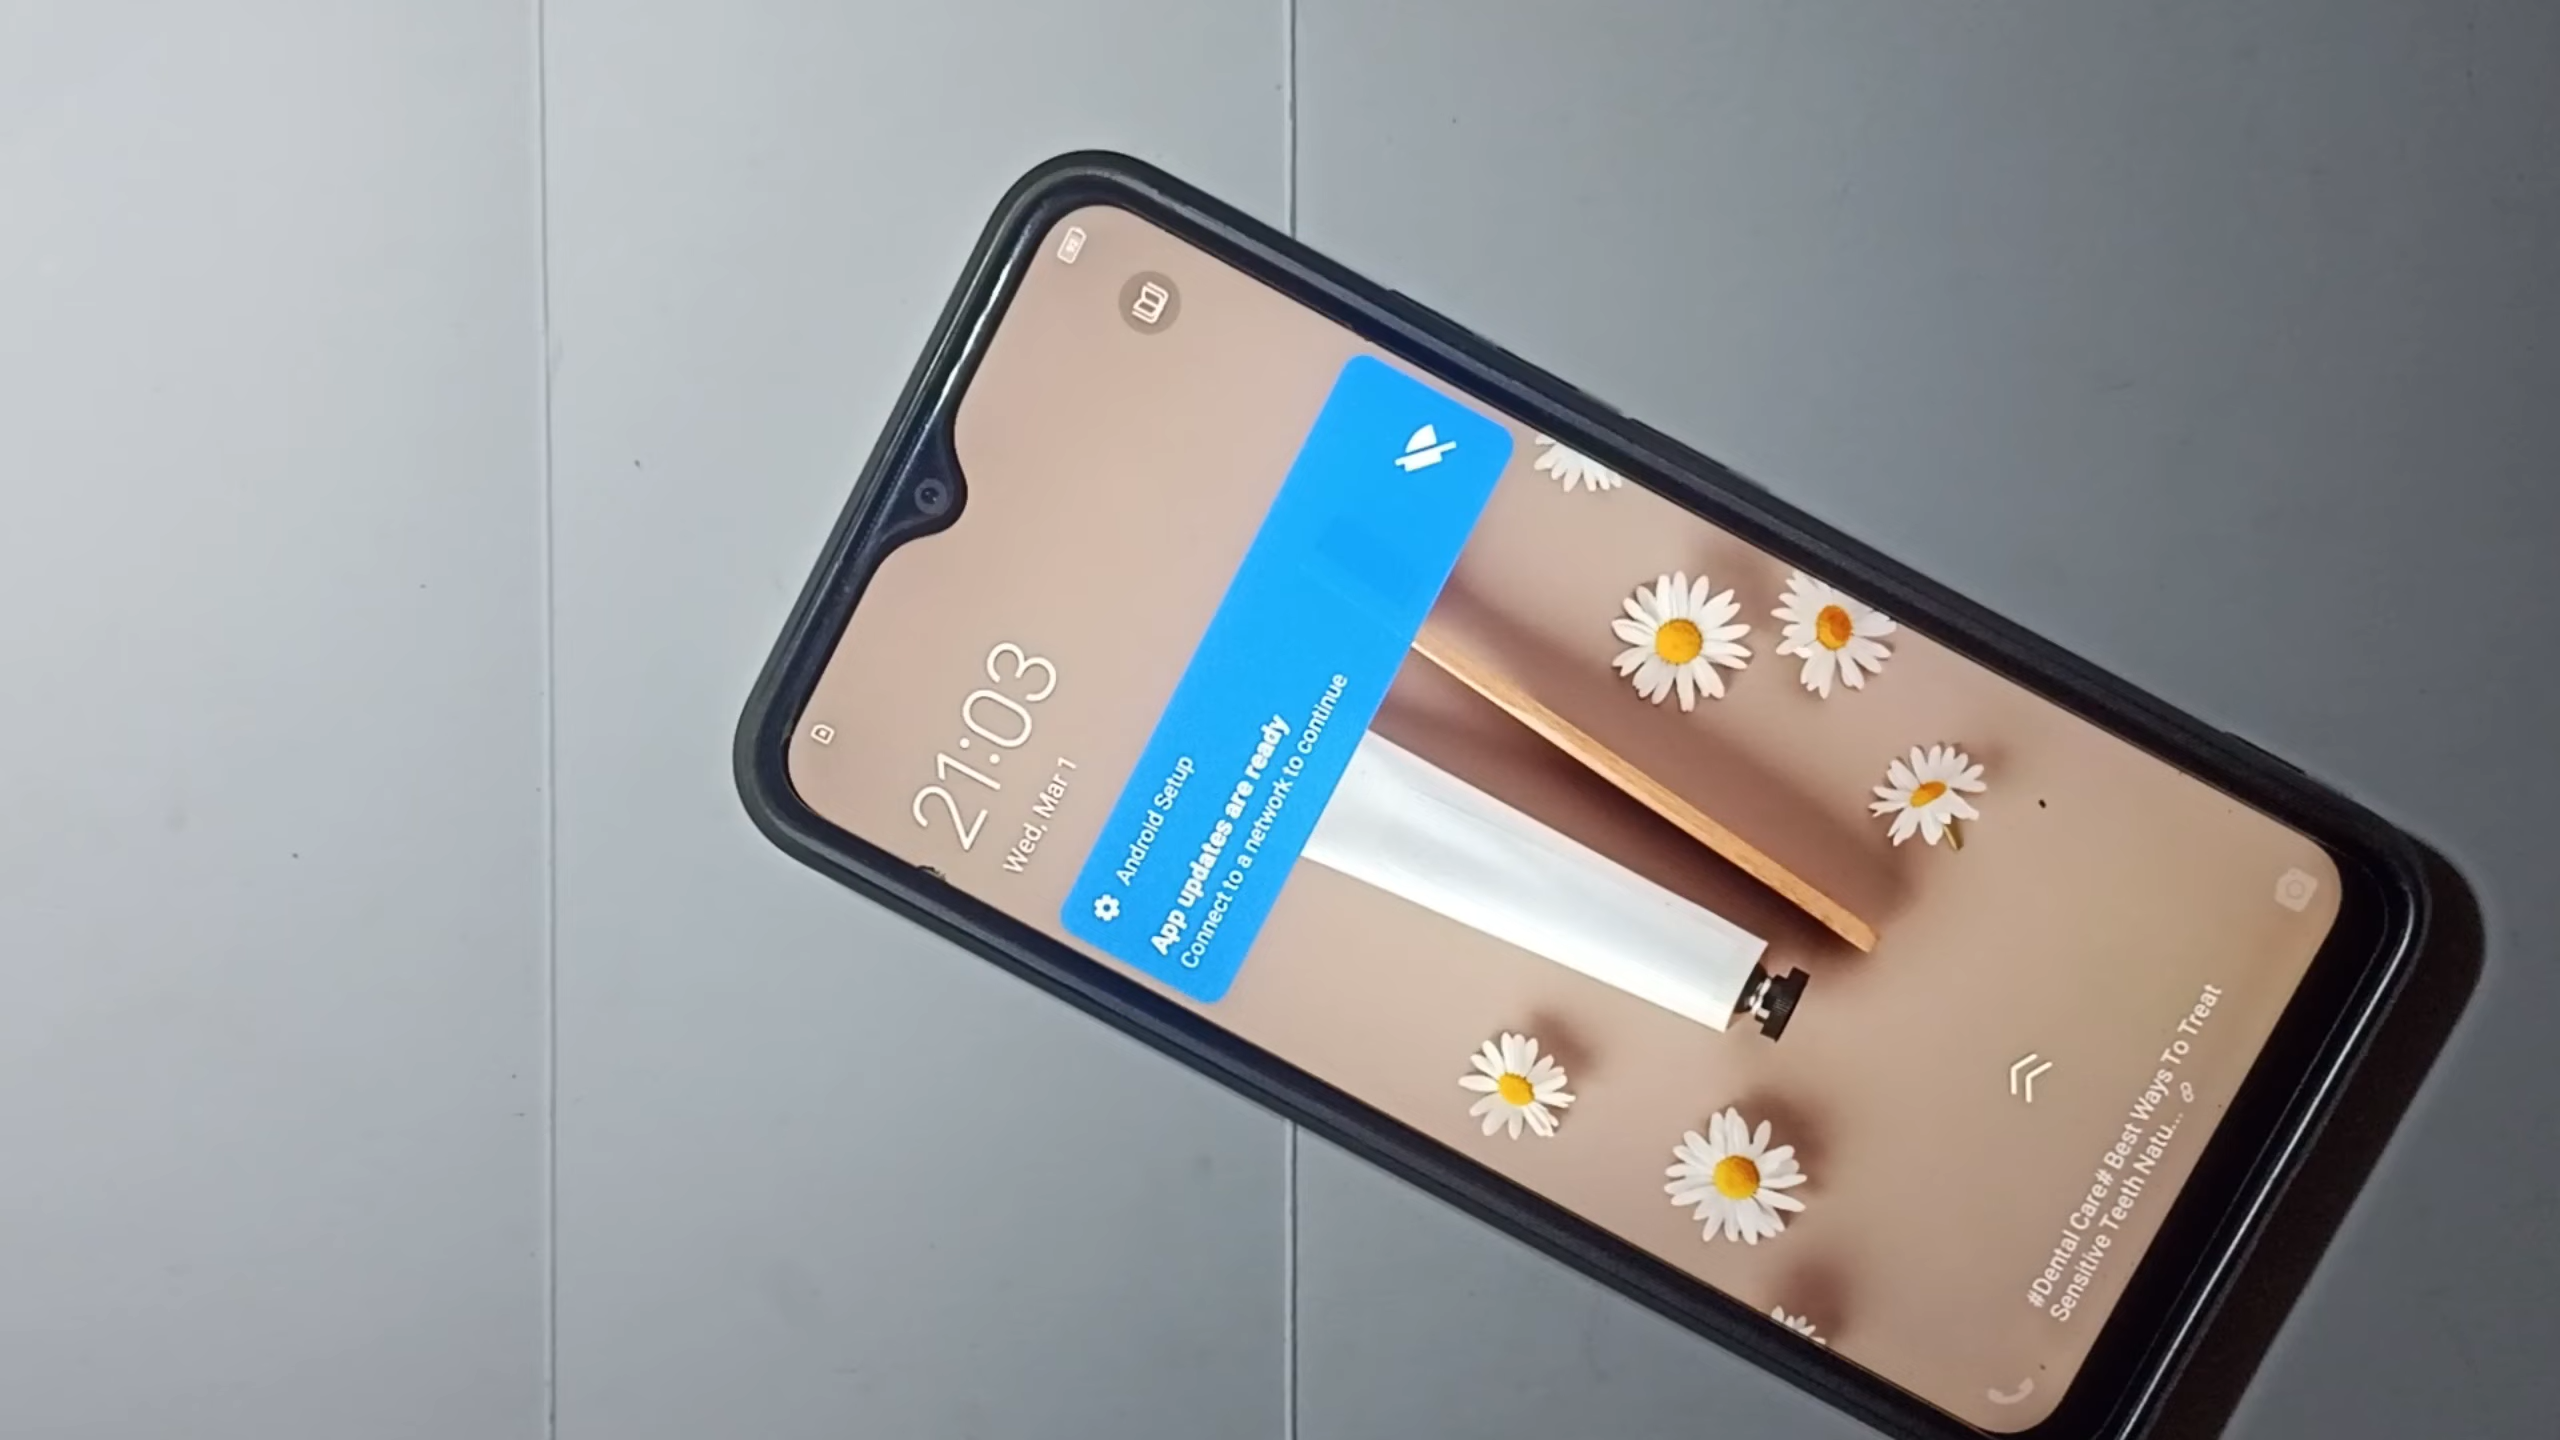 21:03
Wed, Mar 1
Android Setup
App updates are ready
Connect to a network to continue
#Dental Care# Best Ways To Treat
Sensitive Teeth Natu...